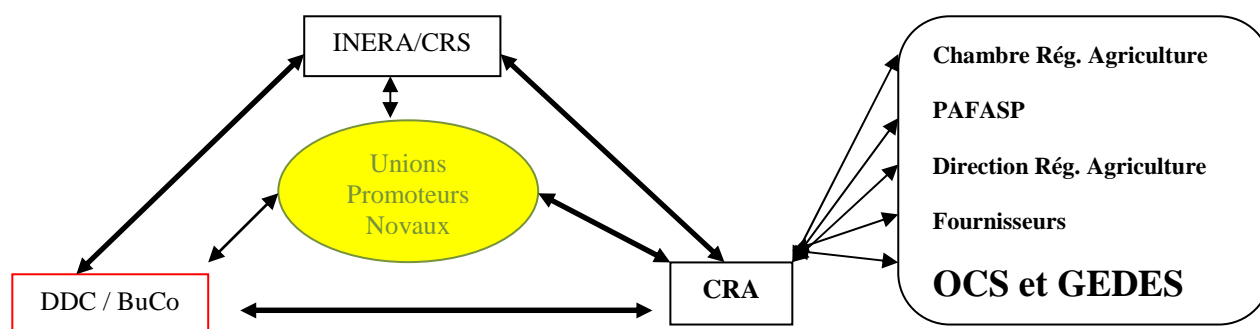 INERA/CRS
Unions
Promoteurs
Novaux
DDC / BuCo
CRA
Chambre Rég. Agriculture
PAFASP
Direction Rég. Agriculture
Fournisseurs
OCS et GEDES